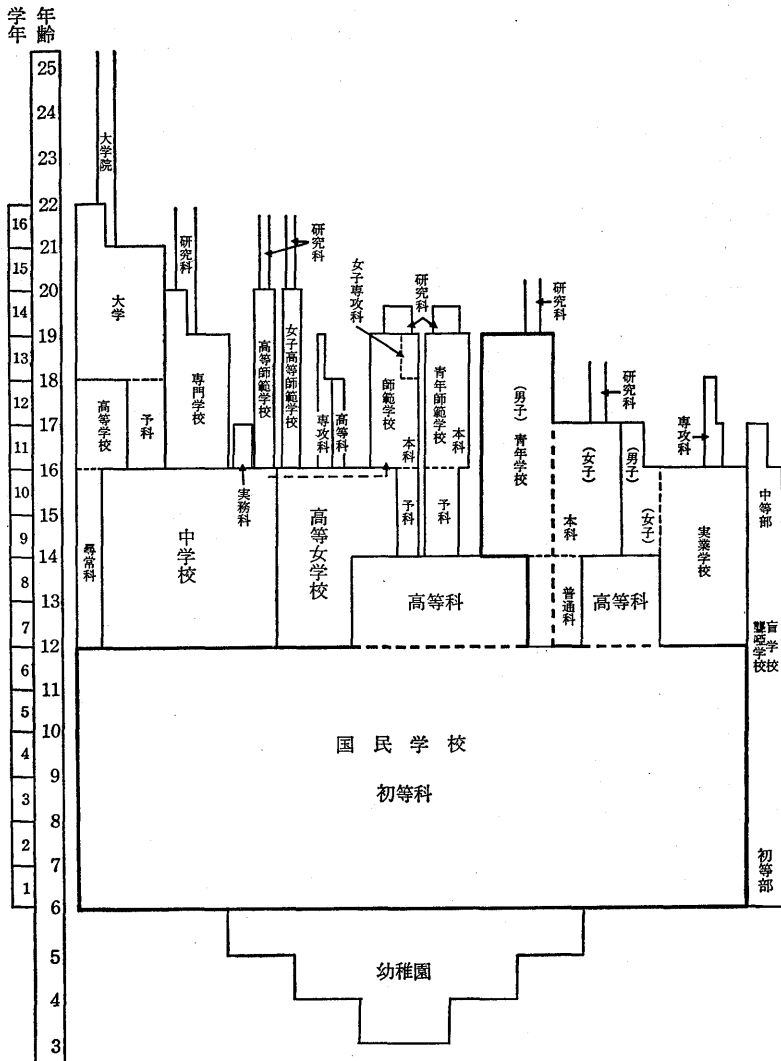 学年
年齢
25
24
23
22
21
20
19
18
17
16
15
14
13
12
11
10
9
8
7
6
5
4
3
16
15
14
13
12
11
10
9
8
7
6
5
4
3
2
1
大学院
大学
高等学校
予科
尋常科
研究科
専門学校
実務科
中学校
研究科
高等師範学校
女子高等師範学校
専攻科
高等科
高等女学校
女子専攻科
研究科
師範学校
本科
予科
青年師範学校
本科
予科
高等科
研究科
(男子)青年学校
研究科
(女子)
(男子)
(女子)
本科
普通科
高等科
専攻科
実業学校
中等部
盲学校
聾啞学校
初等部
国民学校
初等科
幼稚園